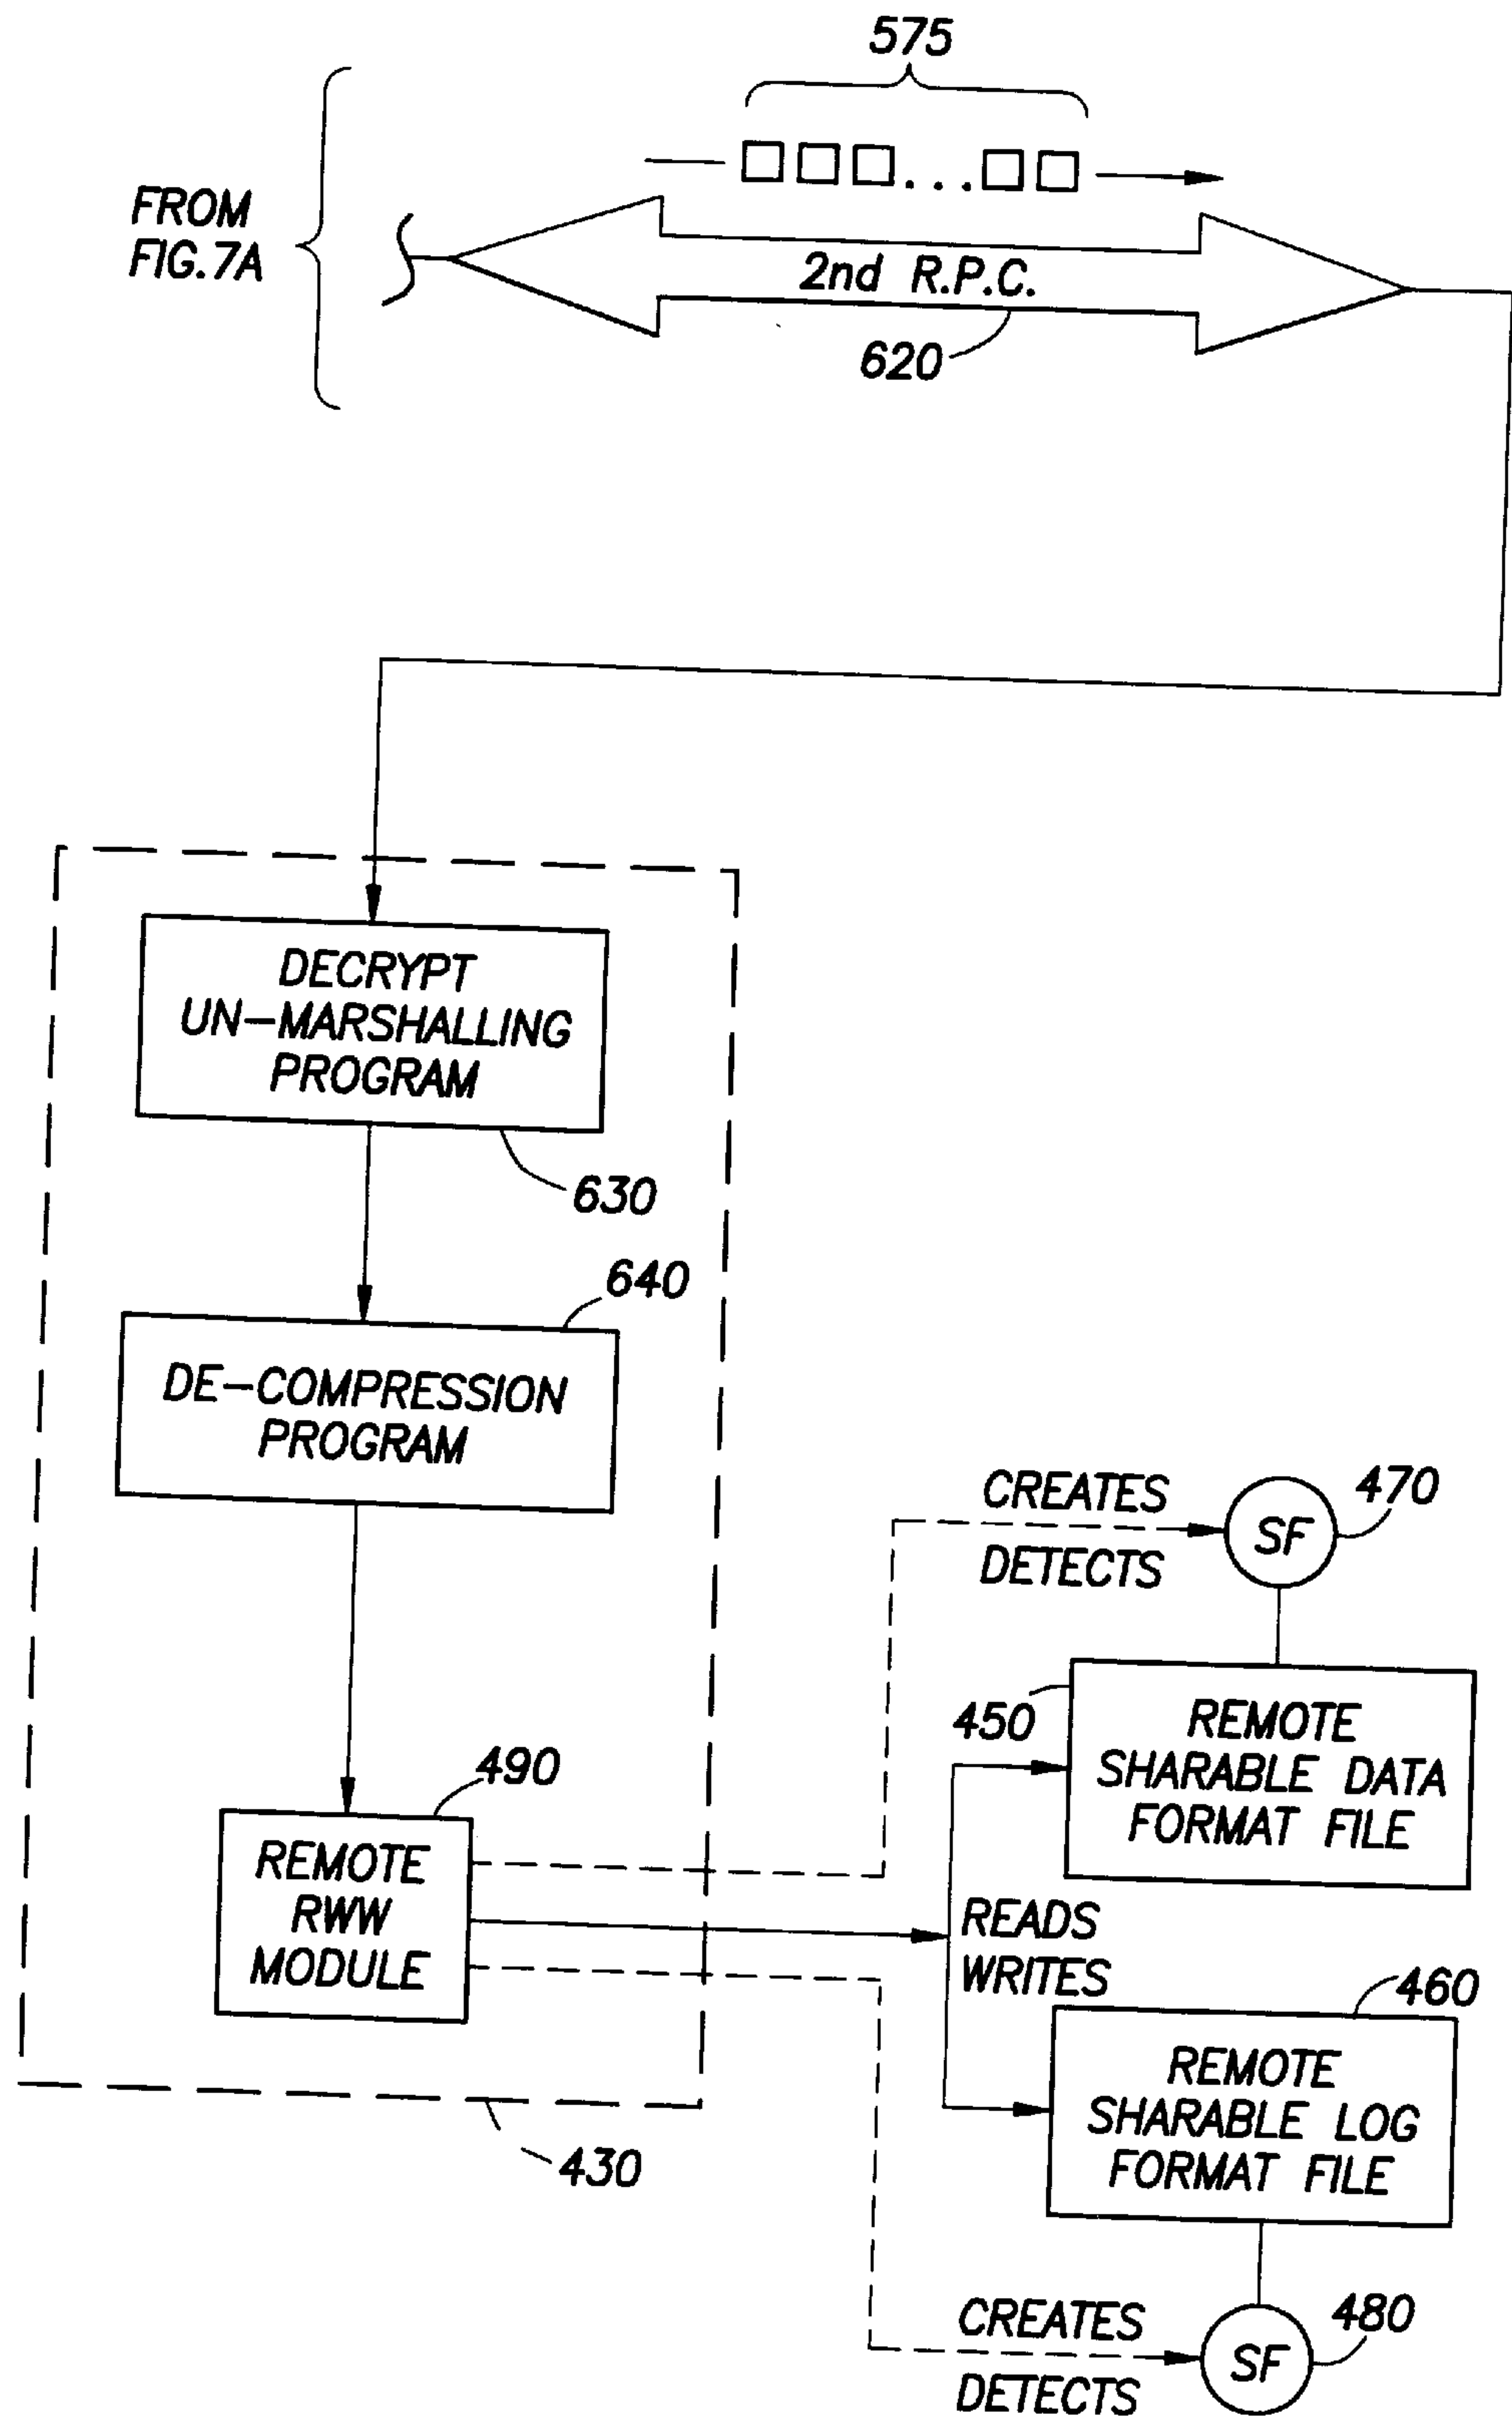 575
FROM
FIG.7A
2nd R.P.C.
620
DECRYPT
UN-MARSHALLING
PROGRAM
630
640
DE-COMPRESSION
PROGRAM
CREATES
DETECTS
SF
470
450
REMOTE
SHARABLE DATA
FORMAT FILE
490
REMOTE
RWW
MODULE
READS
WRITES
460
REMOTE
SHARABLE LOG
FORMAT FILE
430
CREATES
DETECTS
SF
480